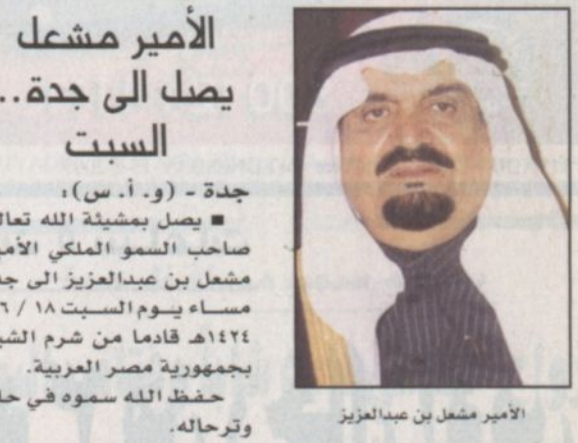 الأمير مشعل
يصل الى جدة..
السبت
جدة - (و. أ. س):
■ يصل بمشيئة الله تعالى
صاحب السمو الملكي الأمير
مشعل بن عبدالعزيز الى جدة
مساء يوم السبت ١٨ / ٦
١٤٢٤هـ قادما من شرم الشيخ
بجمهورية مصر العربية.
حفظ الله سموه في
وترحاله.
الأمير مشعل بن عبدالعزيز